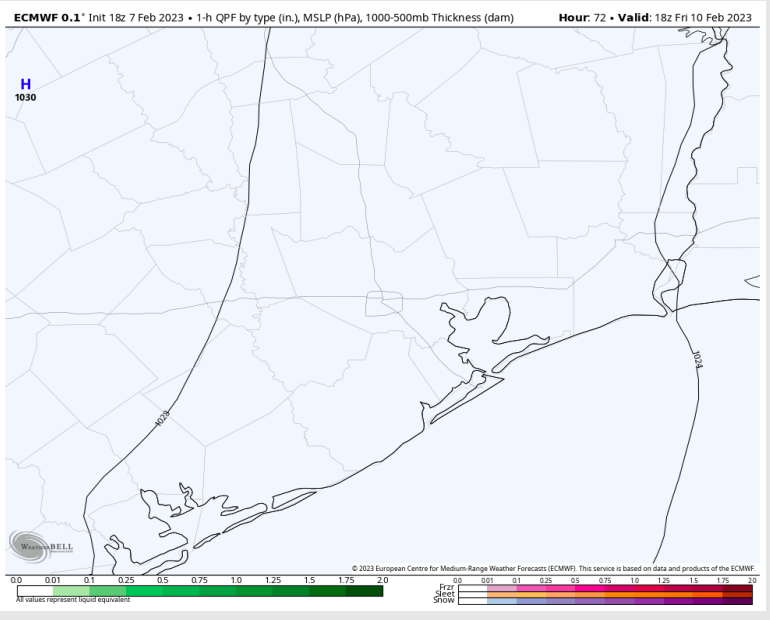 ECMWF 0.1° Init 18z 7 Feb 2023 • 1-h QPF by type (in.), MSLP (hPa), 1000-500mb Thickness (dam)
Hour: 72 • Valid: 18z Fri 10 Feb 2023
H
1030
1024
1028
WeatherBELL
© 2023 European Centre for Medium-Range Weather Forecasts (ECMWF). This service is based on data and products of the ECMWF.
0.0 0.01 0.1 0.25 0.5 0.75 1.0 1.25 1.5 1.75 2.0
All values represent liquid equivalent
0.0 0.01 0.1 0.25 0.5 0.75 1.0 1.25 1.5 1.75 2.0
Frzr
Sleet
Snow